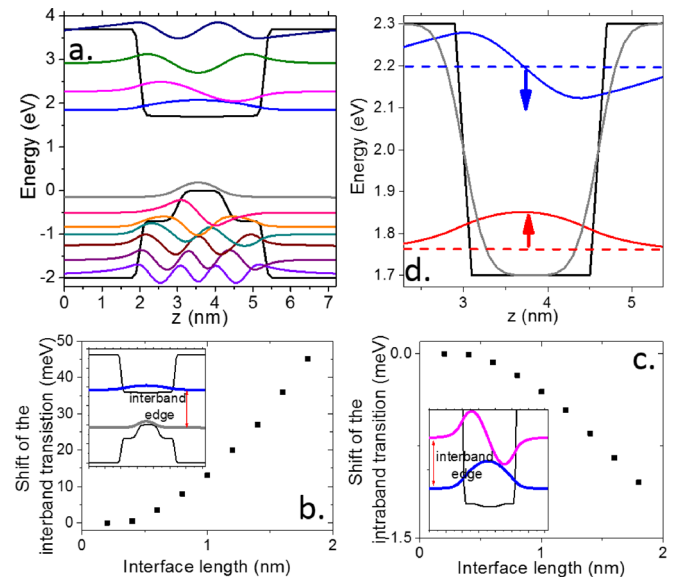 a.
4
3
2
1
0
-1
-2
Energy (eV)
0 1 2 3 4 5 6 7
z (nm)
2.3
2.2
2.1
2.0
1.9
1.8
1.7
Energy (eV)
d.
3 4 5
z (nm)
50
40
30
20
10
0
Shift of the
interband transition (meV)
interband
edge
b.
0 1 2
Interface length (nm)
0.0
-1.5
Shift of the
intraband transition (meV)
c.
interband
edge
0 1 2
Interface length (nm)